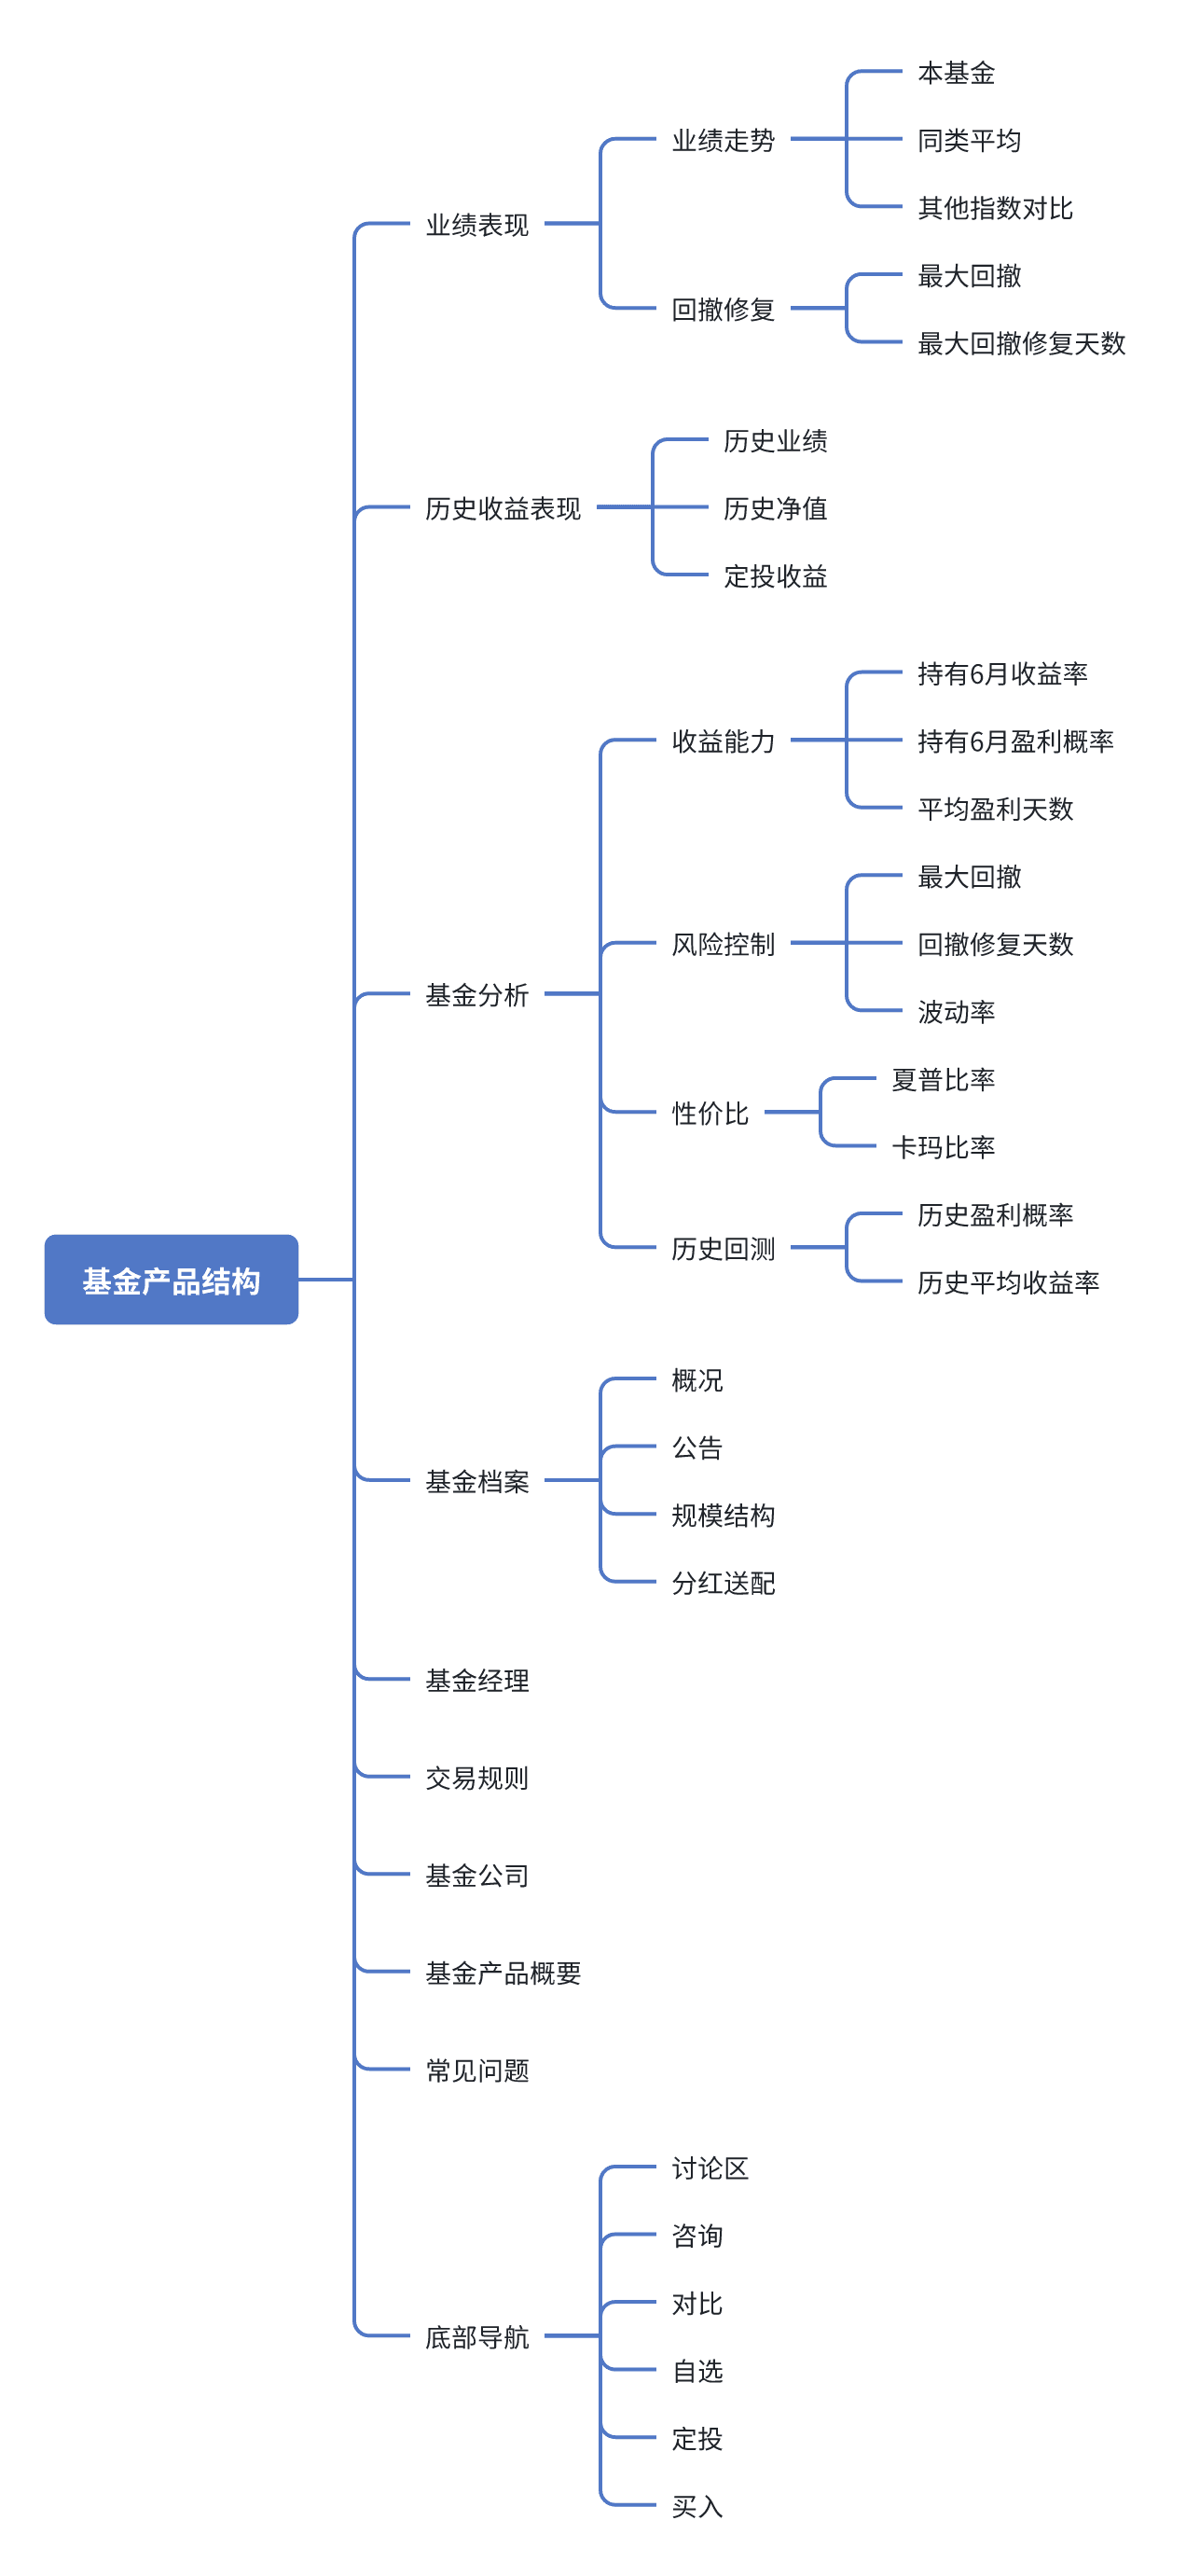 基金产品结构
业绩表现
业绩走势
本基金
同类平均
其他指数对比
回撤修复
最大回撤
最大回撤修复天数
历史收益表现
历史业绩
历史净值
定投收益
基金分析
收益能力
持有6月收益率
持有6月盈利概率
平均盈利天数
风险控制
最大回撤
回撤修复天数
波动率
性价比
夏普比率
卡玛比率
历史回测
历史盈利概率
历史平均收益率
基金档案
概况
公告
规模结构
分红送配
基金经理
交易规则
基金公司
基金产品概要
常见问题
底部导航
讨论区
咨询
对比
自选
定投
买入